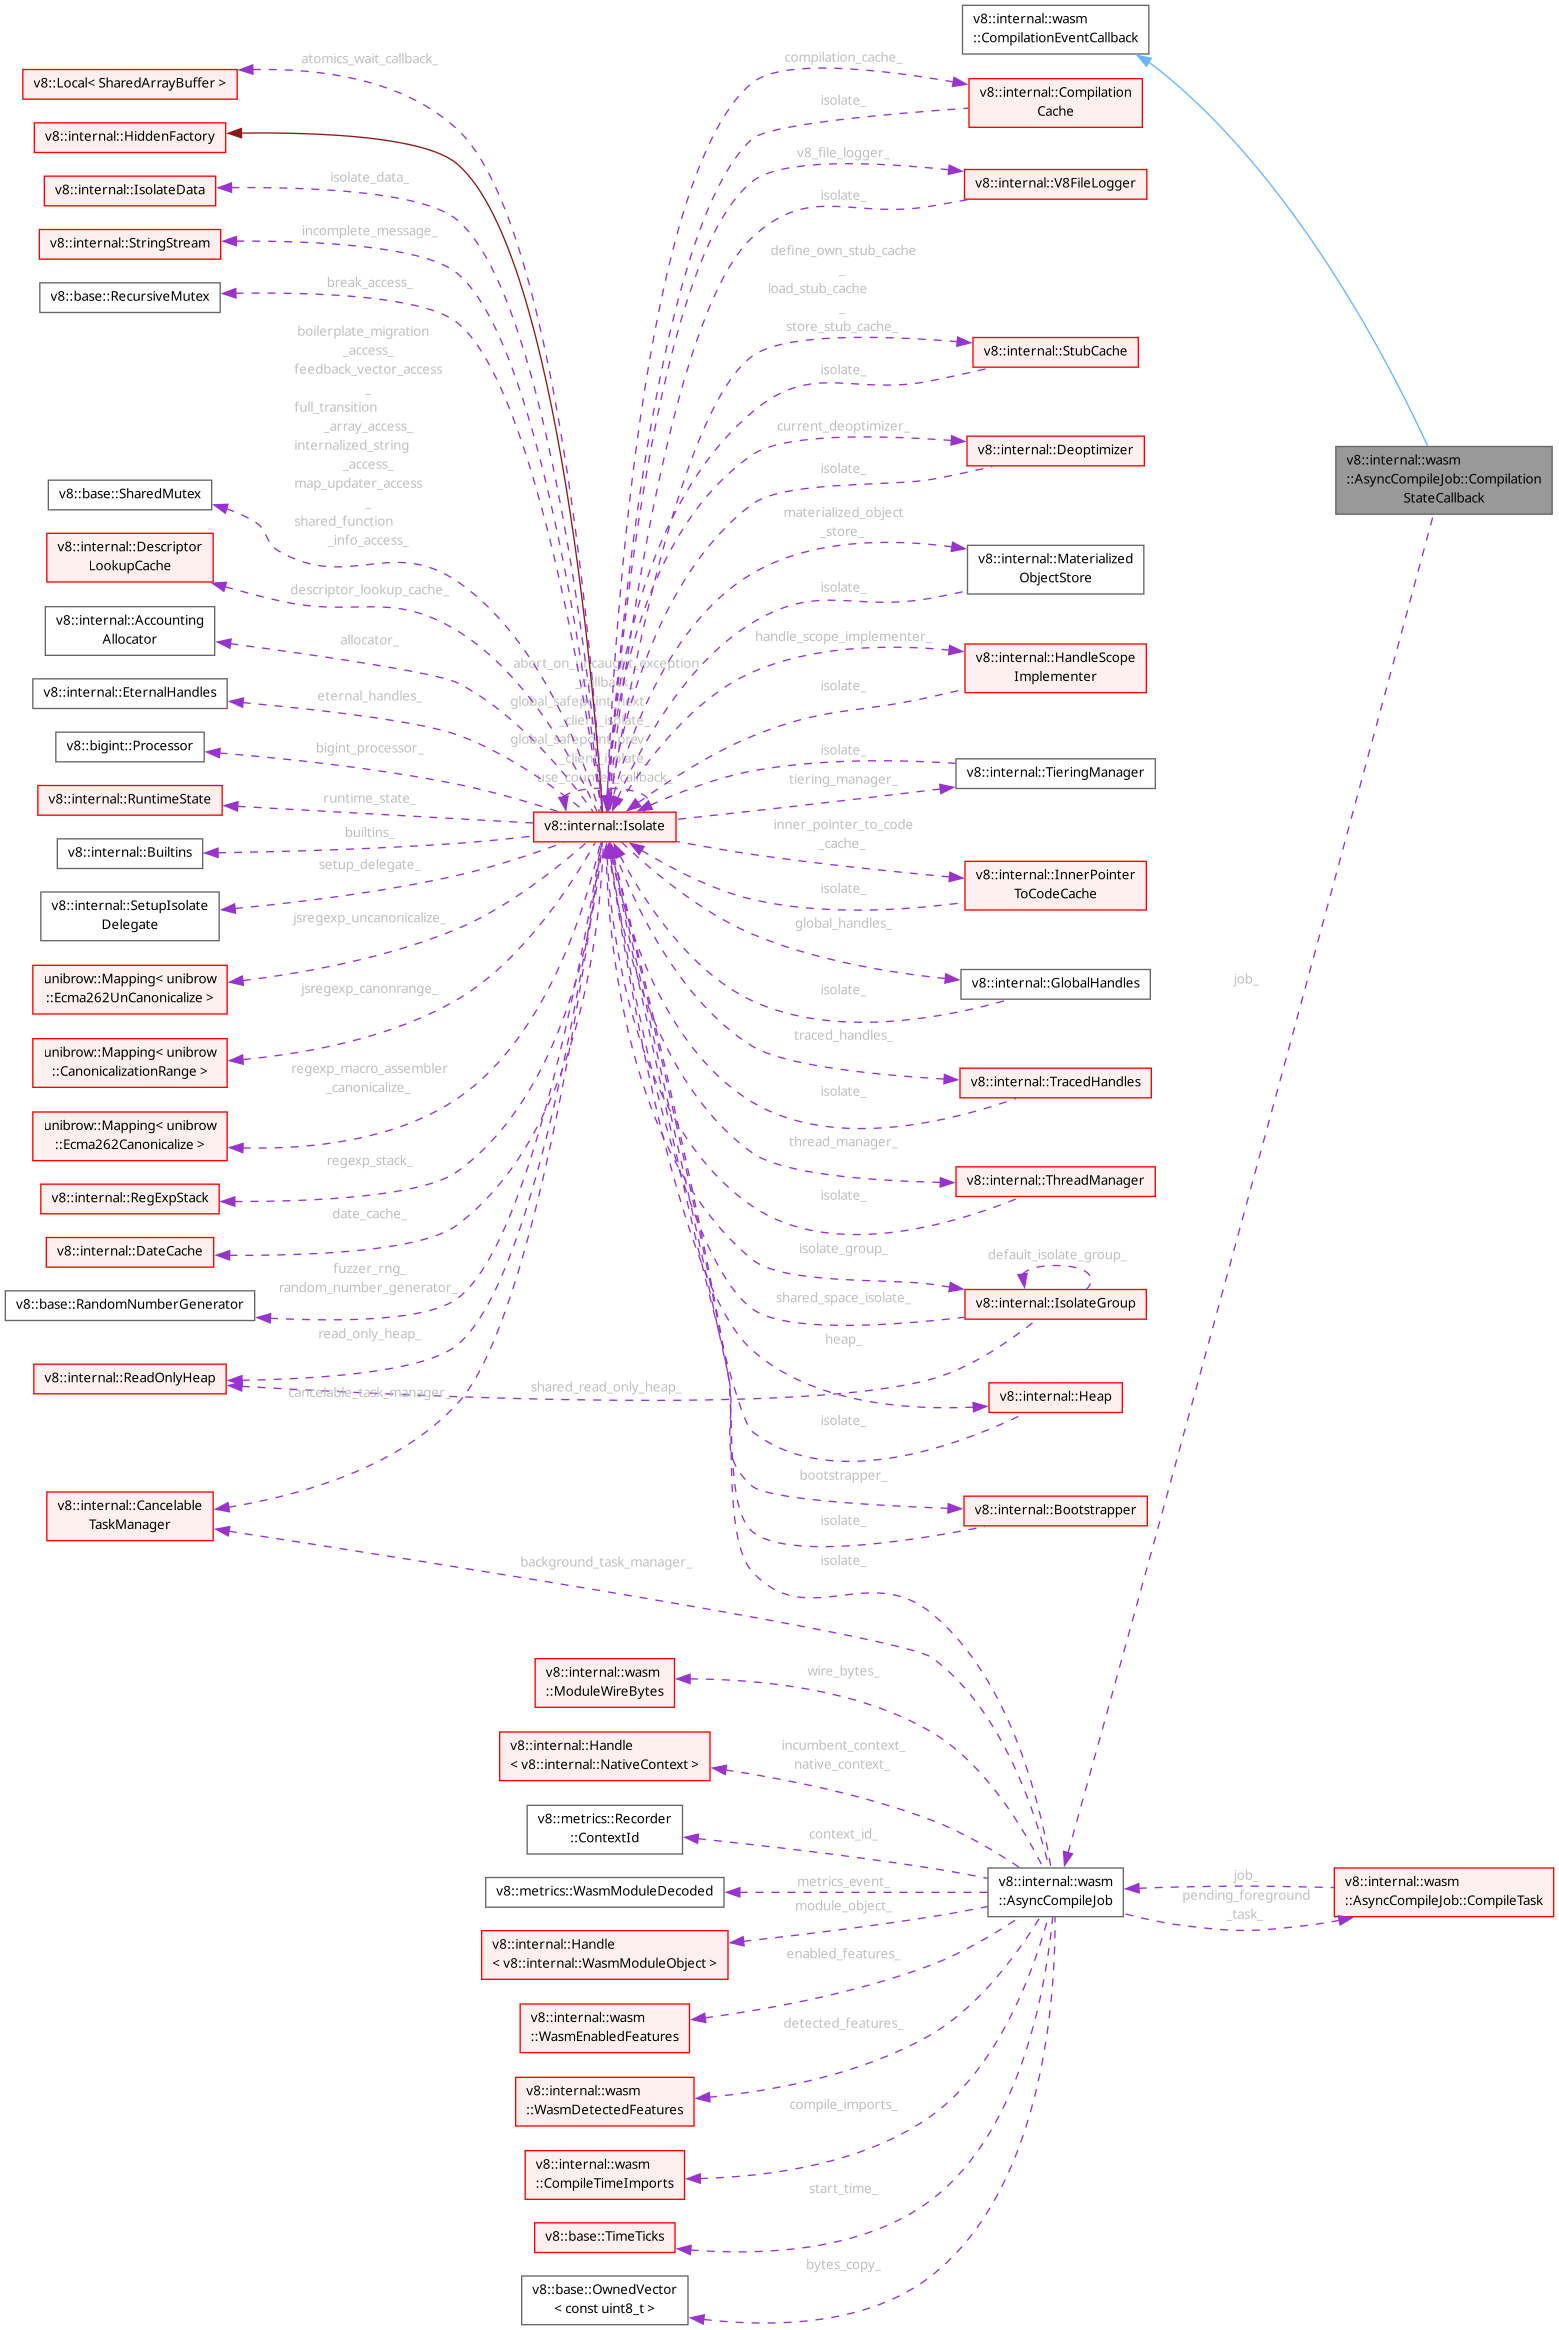 v8::internal::wasm
::CompilationEventCallback
atomics_wait_callback_
compilation_cache_
v8::Local< SharedArrayBuffer >
v8::internal::Compilation
Cache
isolate_
v8::internal::HiddenFactory
v8_file_logger_
isolate_data_
v8::internal::V8FileLogger
v8::internal::IsolateData
isolate_
incomplete_message_
v8::internal::StringStream
define_own_stub_cache
_
load_stub_cache
_
store_stub_cache_
break_access_
v8::base::RecursiveMutex
boilerplate_migration
_access_
feedback_vector_access
_
full_transition
_array_access_
internalized_string
_access_
map_updater_access
_
shared_function
_info_access_
v8::internal::StubCache
isolate_
current_deoptimizer_
v8::internal::Deoptimizer
isolate_
v8::internal::wasm
::AsyncCompileJob::Compilation
StateCallback
v8::base::SharedMutex
materialized_object
_store_
v8::internal::Descriptor
LookupCache
v8::internal::Materialized
ObjectStore
descriptor_lookup_cache_
isolate_
v8::internal::Accounting
Allocator
allocator_
handle_scope_implementer_
v8::internal::HandleScope
Implementer
abort_on_uncaught_exception
_callback_
global_safepoint_next
_client_isolate_
global_safepoint_prev
_client_isolate_
use_counter_callback_
isolate_
v8::internal::EternalHandles
eternal_handles_
v8::bigint::Processor
bigint_processor_
isolate_
v8::internal::TieringManager
tiering_manager_
v8::internal::RuntimeState
runtime_state_
v8::internal::Isolate
inner_pointer_to_code
_cache_
v8::internal::Builtins
builtins_
setup_delegate_
v8::internal::InnerPointer
ToCodeCache
isolate_
v8::internal::SetupIsolate
Delegate
jsregexp_uncanonicalize_
global_handles_
unibrow::Mapping< unibrow
::Ecma262UnCanonicalize >
v8::internal::GlobalHandles
jsregexp_canonrange_
isolate_
unibrow::Mapping< unibrow
::CanonicalizationRange >
traced_handles_
regexp_macro_assembler
_canonicalize_
v8::internal::TracedHandles
isolate_
unibrow::Mapping< unibrow
::Ecma262Canonicalize >
thread_manager_
regexp_stack_
v8::internal::ThreadManager
v8::internal::RegExpStack
isolate_
date_cache_
v8::internal::DateCache
isolate_group_
default_isolate_group_
fuzzer_rng_
random_number_generator_
v8::base::RandomNumberGenerator
shared_space_isolate_
v8::internal::IsolateGroup
read_only_heap_
heap_
v8::internal::ReadOnlyHeap
cancelable_task_manager_
shared_read_only_heap_
v8::internal::Heap
isolate_
bootstrapper_
v8::internal::Cancelable
TaskManager
v8::internal::Bootstrapper
isolate_
background_task_manager_
isolate_
job_
v8::internal::wasm
::ModuleWireBytes
wire_bytes_
v8::internal::Handle
< v8::internal::NativeContext >
incumbent_context_
native_context_
v8::metrics::Recorder
::ContextId
context_id_
v8::metrics::WasmModuleDecoded
metrics_event_
module_object_
v8::internal::wasm
::AsyncCompileJob
job_
pending_foreground
_task_
v8::internal::wasm
::AsyncCompileJob::CompileTask
v8::internal::Handle
< v8::internal::WasmModuleObject >
enabled_features_
v8::internal::wasm
::WasmEnabledFeatures
detected_features_
v8::internal::wasm
::WasmDetectedFeatures
compile_imports_
v8::internal::wasm
::CompileTimeImports
start_time_
v8::base::TimeTicks
bytes_copy_
v8::base::OwnedVector
< const uint8_t >